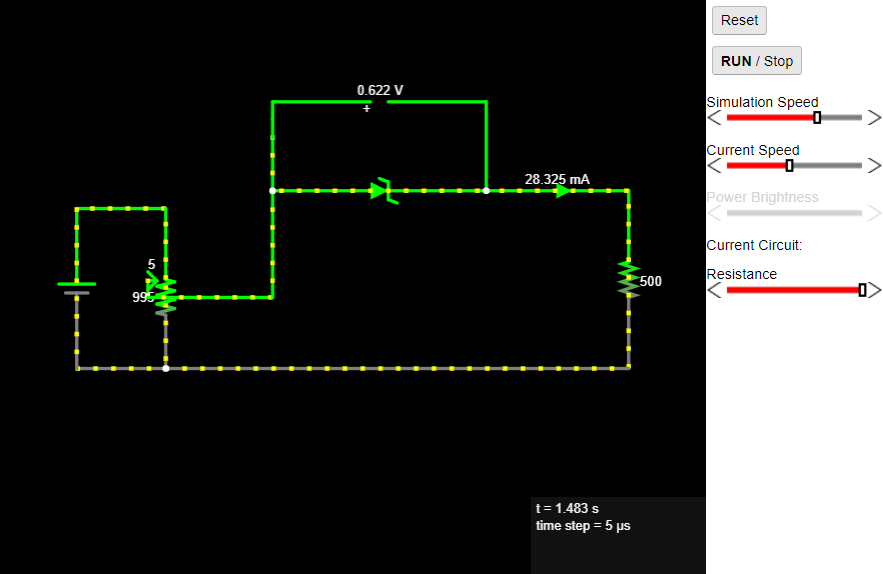 Reset
RUN / Stop
Simulation Speed
Current Speed
Power Brightness
Current Circuit:
Resistance
0.622 V
+
28.325 mA
5
995
500
t = 1.483 s
time step = 5 µs